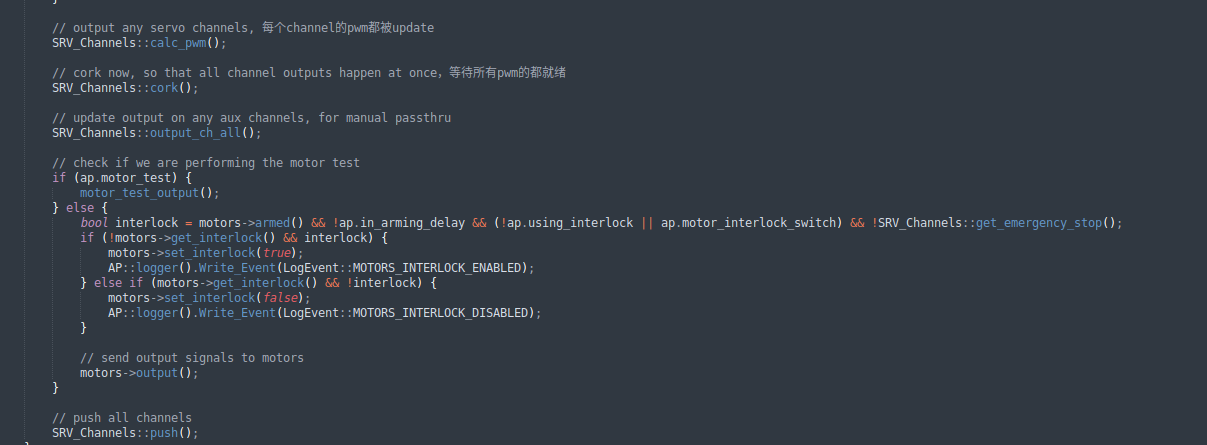 }
// output any servo channels, 每个channel的pwm都被update
SRV_Channels::calc_pwm();
// cork now, so that all channel outputs happen at once，等待所有pwm的都就绪
SRV_Channels::cork();
// update output on any aux channels, for manual passthru
SRV_Channels::output_ch_all();
// check if we are performing the motor test
if (ap.motor_test) {
motor_test_output();
} else {
bool interlock = motors->armed() && !ap.in_arming_delay && (!ap.using_interlock || ap.motor_interlock_switch) && !SRV_Channels::get_emergency_stop();
if (!motors->get_interlock() && interlock) {
motors->set_interlock(true);
AP::logger().Write_Event(LogEvent::MOTORS_INTERLOCK_ENABLED);
} else if (motors->get_interlock() && !interlock) {
motors->set_interlock(false);
AP::logger().Write_Event(LogEvent::MOTORS_INTERLOCK_DISABLED);
}
// send output signals to motors
motors->output();
}
// push all channels
SRV_Channels::push();